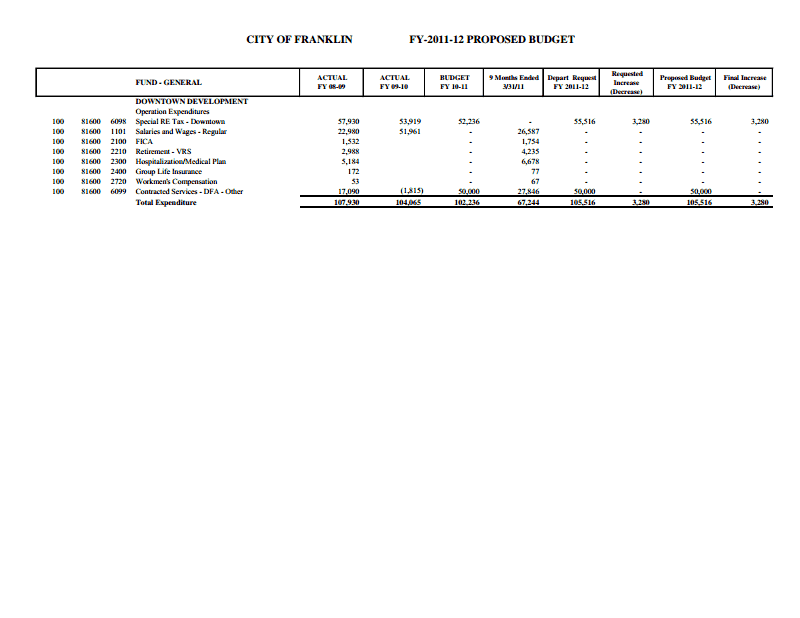 CITY OF FRANKLIN FY-2011-12 PROPOSED BUDGET
FUND - GENERAL ACTUAL FY 08-09 ACTUAL FY 09-10 BUDGET FY 10-11 9 Months Ended 3/31/11 Depart Request FY 2011-12 Requested Increase (Decrease) Proposed Budget FY 2011-12 Final Increase (Decrease)
DOWNTOWN DEVELOPMENT
Operation Expenditures
100 81600 6098 Special RE Tax - Downtown 57,930 53,919 52,236 - 55,516 3,280 55,516 3,280
100 81600 1101 Salaries and Wages - Regular 22,980 51,961 - 26,587 - - - -
100 81600 2100 FICA 1,532 - 1,754 - - - -
100 81600 2210 Retirement - VRS 2,988 - 4,235 - - - -
100 81600 2300 Hospitalization/Medical Plan 5,184 - 6,678 - - - -
100 81600 2400 Group Life Insurance 172 - 77 - - - -
100 81600 2720 Workmen's Compensation 53 - 67 - - - -
100 81600 6099 Contracted Services - DFA - Other 17,090 (1,815) 50,000 27,846 50,000 - 50,000 -
Total Expenditure 107,930 104,065 102,236 67,244 105,516 3,280 105,516 3,280